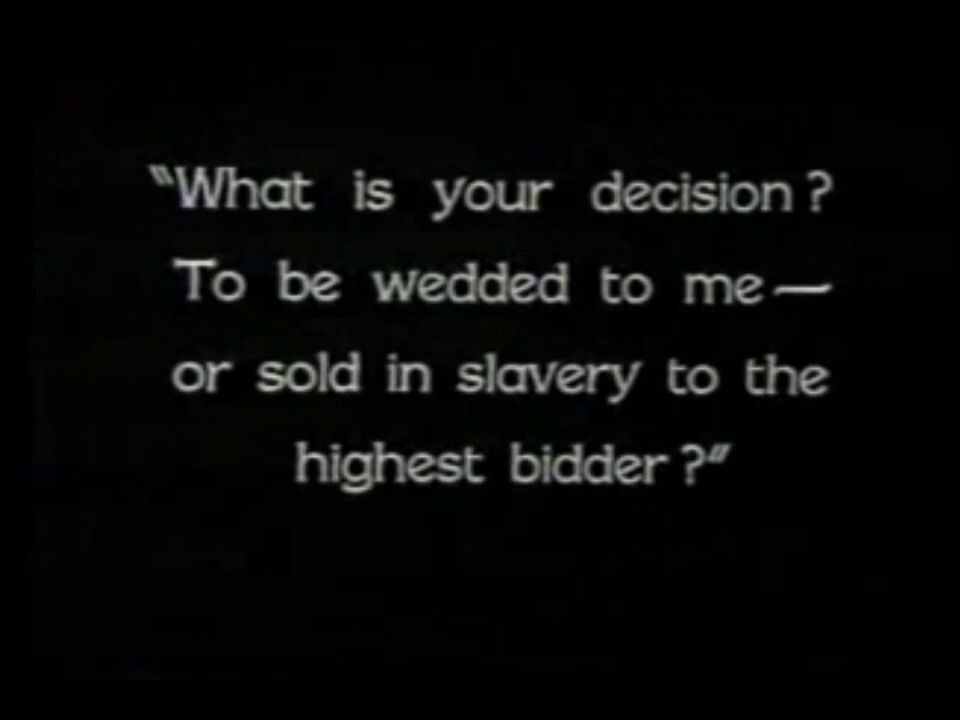 "What is your decision?
To be wedded to me—
or sold in slavery to the
highest bidder?"